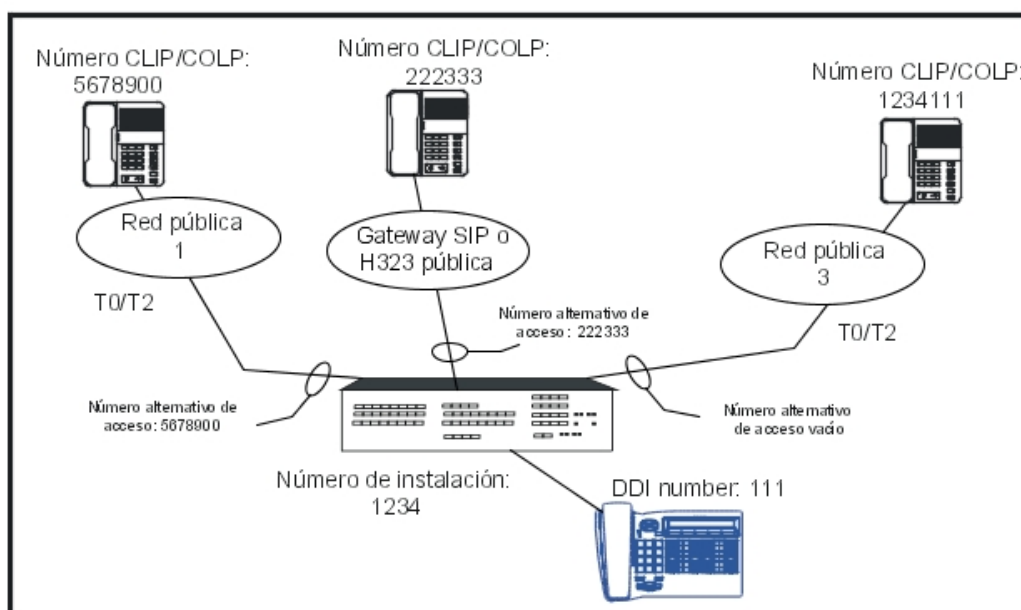 Número CLIP/COLP:
5678900
Número CLIP/COLP:
222333
Número CLIP/COLP:
1234111
Red pública
1
Gateway SIP o
H323 pública
Red pública
3
T0/T2
Número alternativo de
acceso: 222333
T0/T2
Número alternativo de
acceso: 5678900
Número alternativo
de acceso vacío
Número de instalación:
1234
DDI number: 111